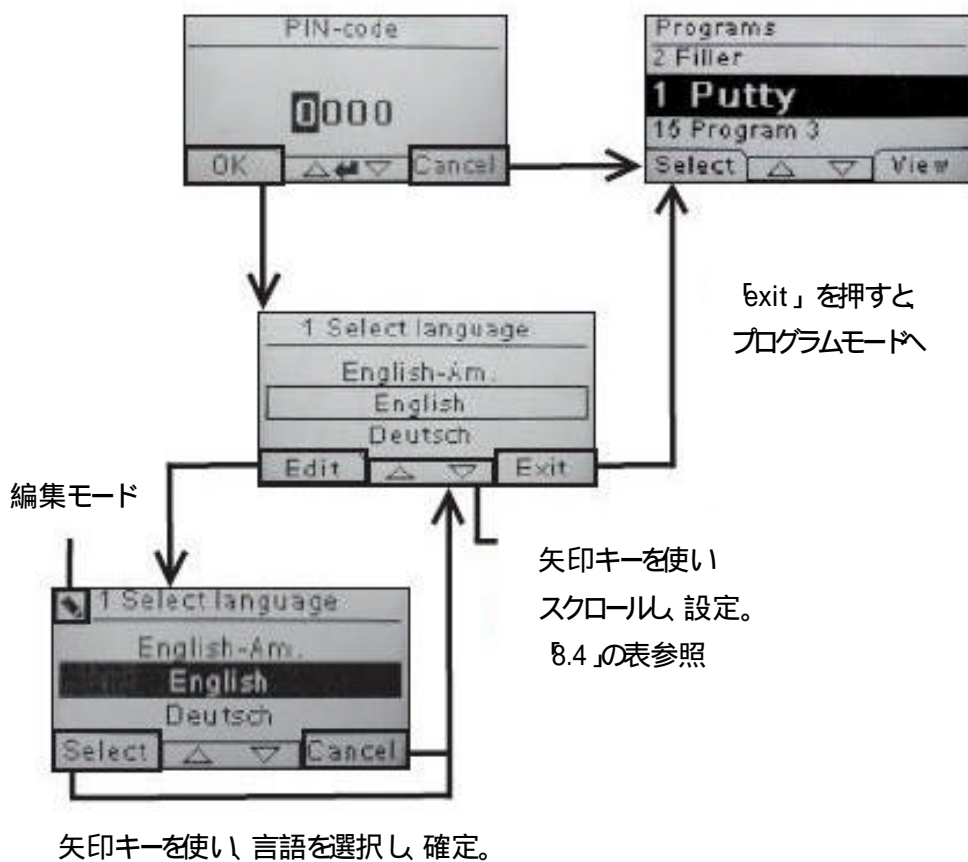 PIN-code
0000
OK
Cancel
Programs
2 Filler
1 Putty
15 Program 3
Select
View
「exit」を押すと
プログラムモードへ
1 Select language
English-Am.
English
Deutsch
Edit
Exit
編集モード
矢印キーを使い
スクロールし、設定。
「8.4」の表参照
1 Select language
English-Am.
English
Deutsch
Select
Cancel
矢印キーを使い、言語を選択し、確定。